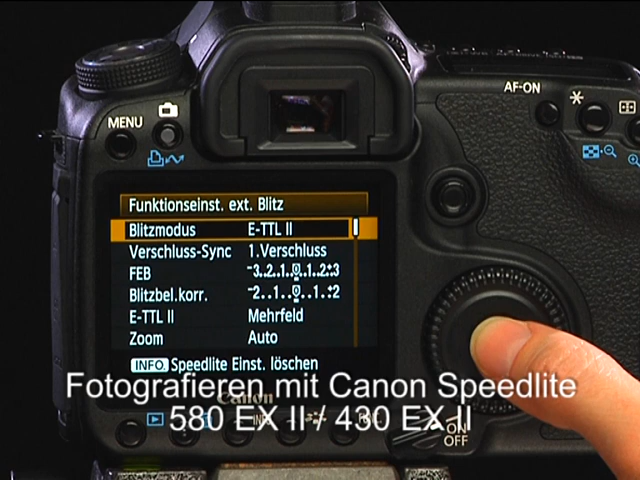 AF-ON
MENU
Funktionseinst. ext. Blitz
Blitzmodus E-TTL II
Verschluss-Sync 1.Verschluss
FEB -3..2..1..0..1..2..+3
Blitzbel.korr. -2..1..0..1..+2
E-TTL II Mehrfeld
Zoom Auto
INFO. Speedlite Einst. löschen
Fotografieren mit Canon Speedlite
Canon
580 EX II / 430 EX II
ON
OFF